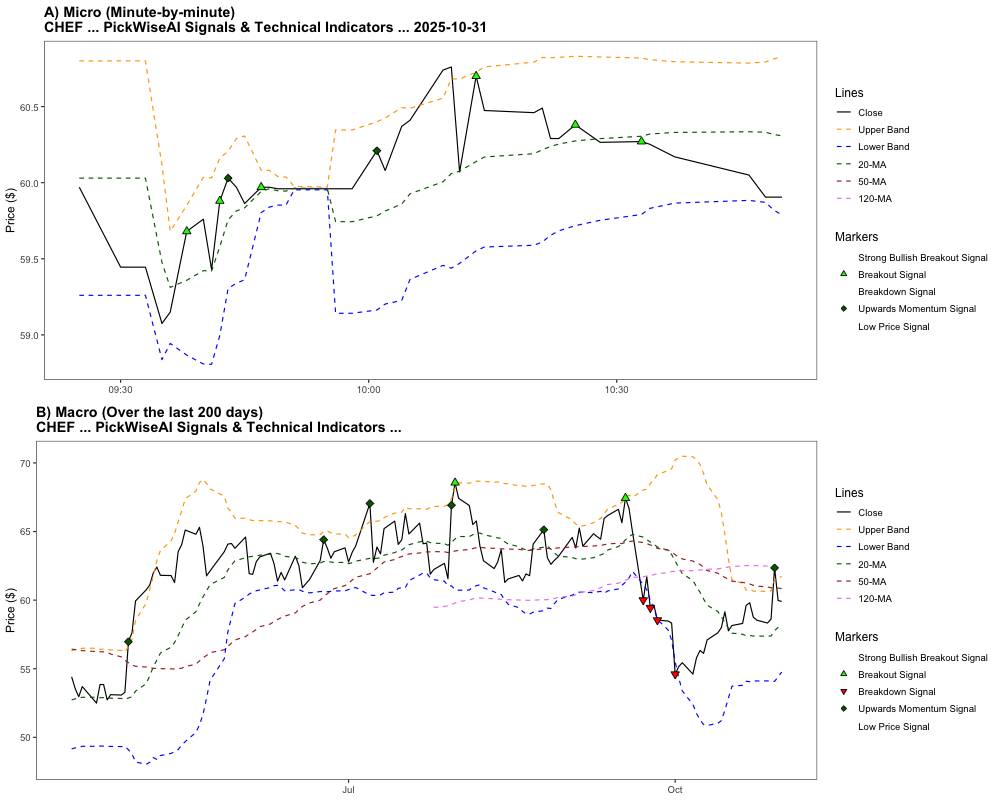 A) Micro (Minute-by-minute)
CHEF ... PickWiseAI Signals & Technical Indicators ... 2025-10-31
Price ($)
60.5
60.0
59.5
59.0
09:30
10:00
10:30
Lines
Close
Upper Band
Lower Band
20-MA
50-MA
120-MA
Markers
Strong Bullish Breakout Signal
Breakout Signal
Breakdown Signal
Upwards Momentum Signal
Low Price Signal
B) Macro (Over the last 200 days)
CHEF ... PickWiseAI Signals & Technical Indicators ...
Price ($)
70
65
60
55
50
Jul
Oct
Lines
Close
Upper Band
Lower Band
20-MA
50-MA
120-MA
Markers
Strong Bullish Breakout Signal
Breakout Signal
Breakdown Signal
Upwards Momentum Signal
Low Price Signal